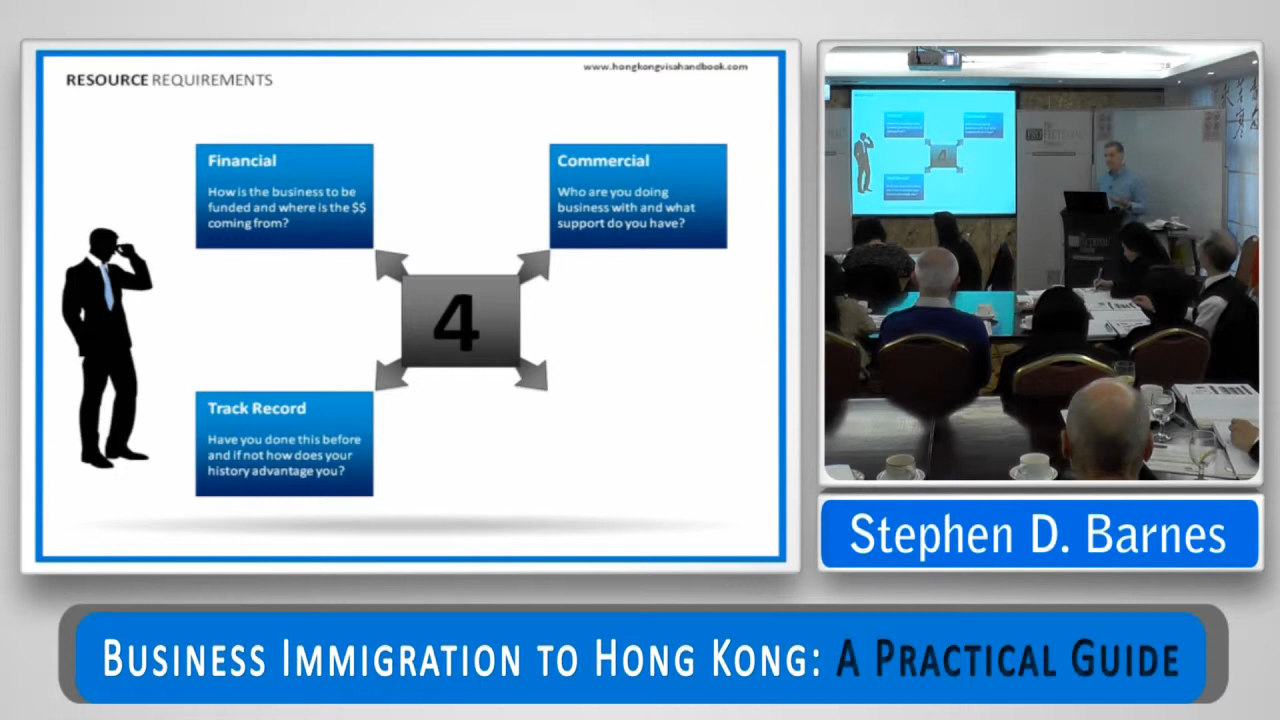 RESOURCE REQUIREMENTS
www.hongkongvisahandbook.com
Financial
How is the business to be
funded and where is the $$
coming from?
Commercial
Who are you doing
business with and what
support do you have?
4
Track Record
Have you done this before
and if not how does your
history advantage you?
4
Stephen D. Barnes
BUSINESS IMMIGRATION TO HONG KONG: A PRACTICAL GUIDE